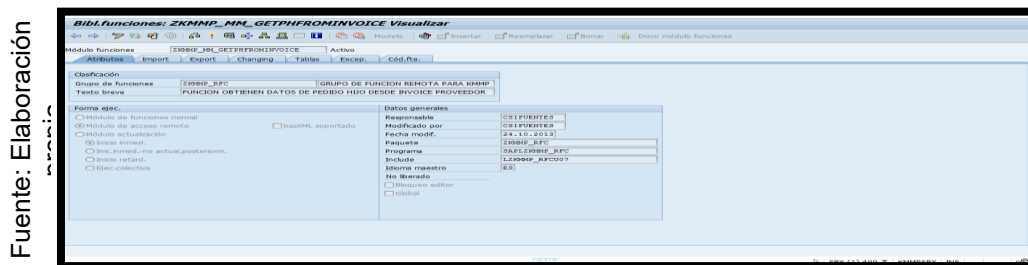 Fuente: Elaboración
propia
Bibl.funciones: ZKMMP_MM_GETPHFROMINVOICE Visualizar
Modelo Insertar Reemplazar Borrar Docu módulo funciones
Módulo funciones ZKMMP_MM_GETPHFROMINVOICE Activo
Atributos Import Export Changing Tablas Excep. Cód.fte.
Clasificación
Grupo de funciones ZKMMP_RFC GRUPO DE FUNCION REMOTA PARA KMMP
Texto breve FUNCION OBTIENEN DATOS DE PEDIDO HIJO DESDE INVOICE PROVEEDOR
Forma ejec.
Módulo de funciones normal
Módulo de acceso remoto basXML soportado
Módulo actualización
Inicio inmed.
Inic.inmed.-no actual.posteriorm.
Inicio retard.
Ejec.colectiva
Datos generales
Responsable CSIFUENTES
Modificado por CSIFUENTES
Fecha modif. 24.10.2013
Paquete ZKMMP_RFC
Programa SAPLZKMMP_RFC
Include LZKMMP_RFCU07
Idioma maestro ES
No liberado
Bloqueo editor
Global